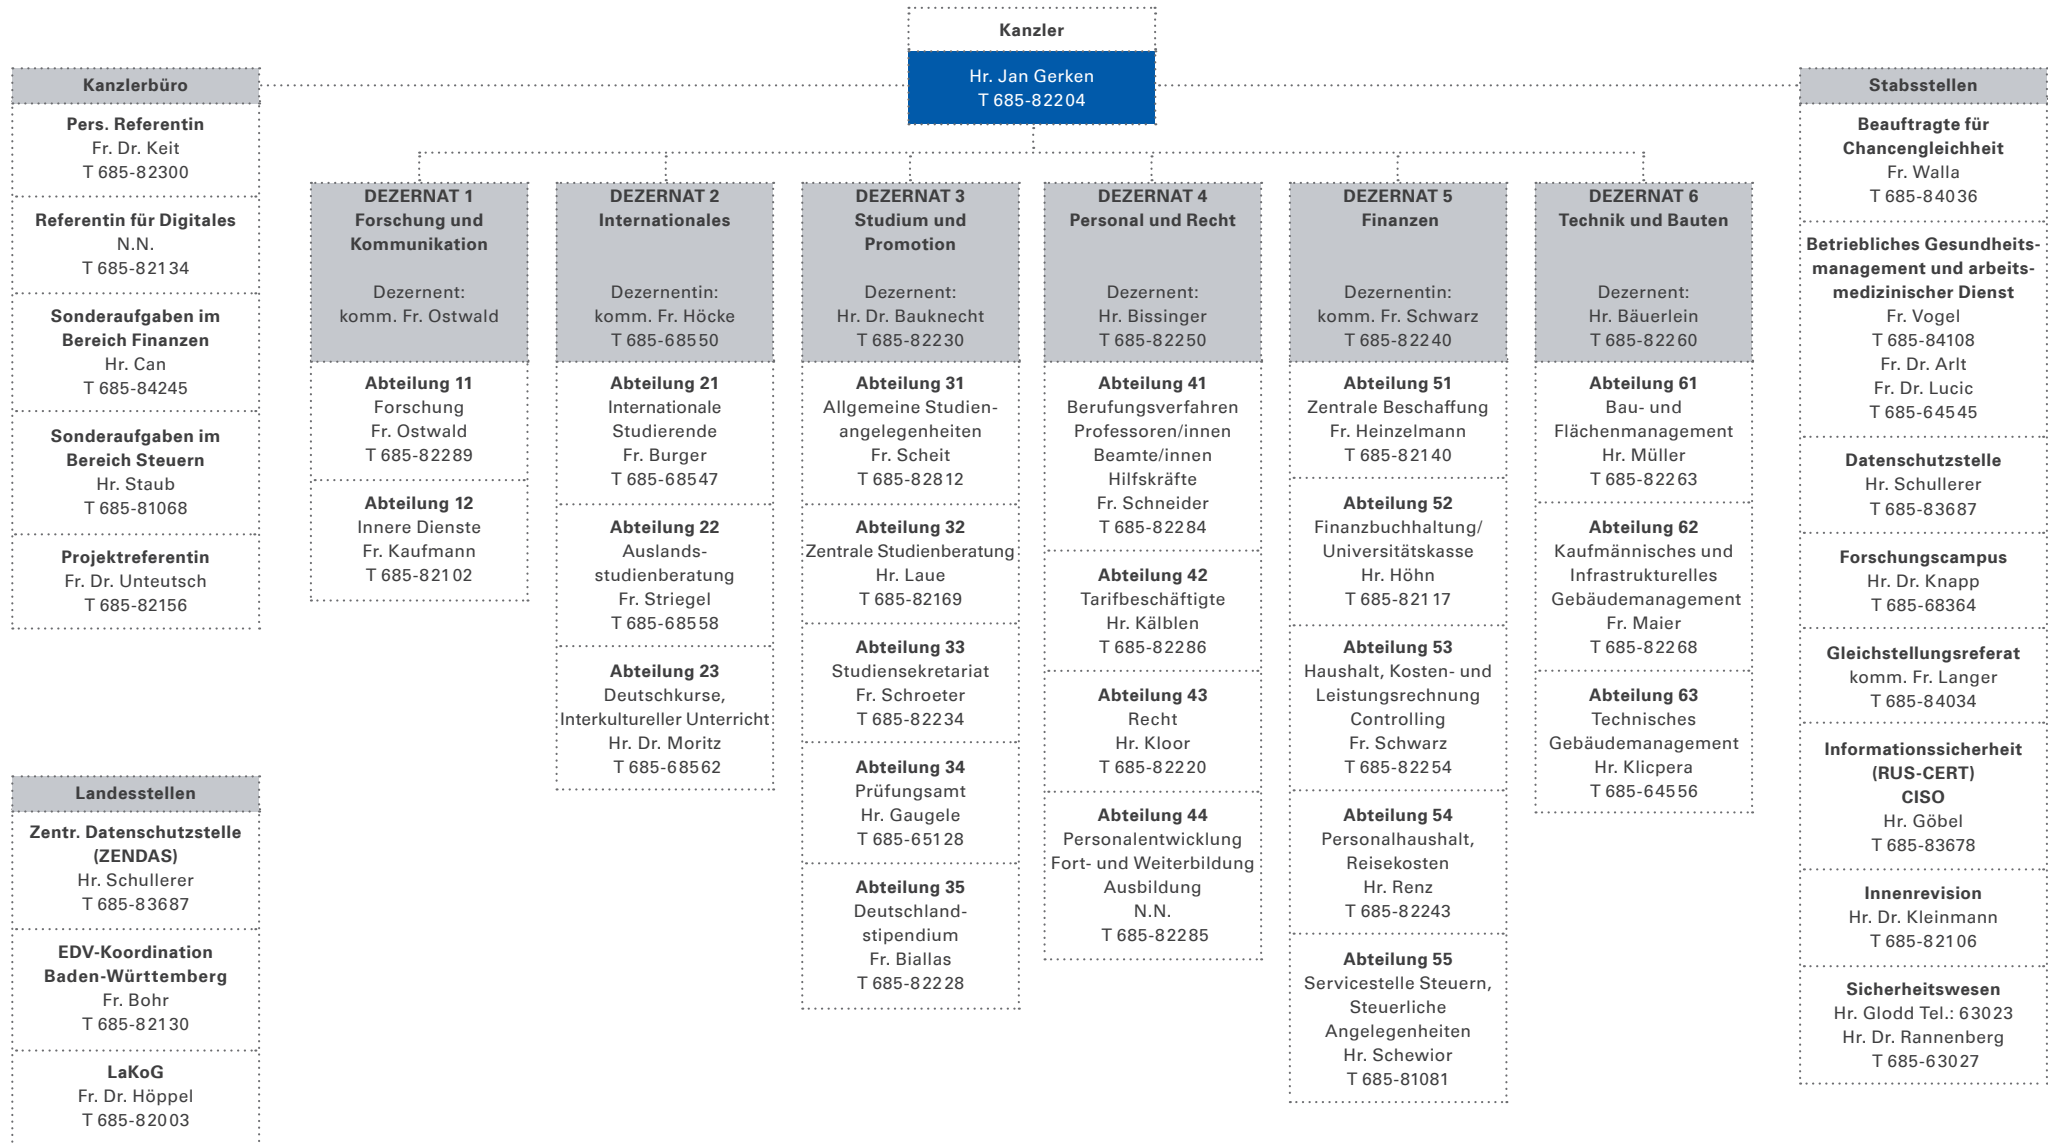 Kanzler
Hr. Jan Gerken
T 685-82204
Kanzlerbüro
Pers. Referentin
Fr. Dr. Keit
T 685-82300
Referentin für Digitales
N.N.
T 685-82134
Sonderaufgaben im
Bereich Finanzen
Hr. Can
T 685-84245
Sonderaufgaben im
Bereich Steuern
Hr. Staub
T 685-81068
Projektreferentin
Fr. Dr. Unteutsch
T 685-82156
Landesstellen
Zentr. Datenschutzstelle
(ZENDAS)
Hr. Schullerer
T 685-83687
EDV-Koordination
Baden-Württemberg
Fr. Bohr
T 685-82130
LaKoG
Fr. Dr. Höppel
T 685-82003
DEZERNAT 1
Forschung und
Kommunikation
Dezernent:
komm. Fr. Ostwald
Abteilung 11
Forschung
Fr. Ostwald
T 685-82289
Abteilung 12
Innere Dienste
Fr. Kaufmann
T 685-82102
DEZERNAT 2
Internationales
Dezernentin:
komm. Fr. Höcke
T 685-68550
Abteilung 21
Internationale
Studierende
Fr. Burger
T 685-68547
Abteilung 22
Auslands-
studienberatung
Fr. Striegel
T 685-68558
Abteilung 23
Deutschkurse,
Interkultureller Unterricht
Hr. Dr. Moritz
T 685-68562
DEZERNAT 3
Studium und
Promotion
Dezernent:
Hr. Dr. Bauknecht
T 685-82230
Abteilung 31
Allgemeine Studien-
angelegenheiten
Fr. Scheit
T 685-82812
Abteilung 32
Zentrale Studienberatung
Hr. Laue
T 685-82169
Abteilung 33
Studiensekretariat
Fr. Schroeter
T 685-82234
Abteilung 34
Prüfungsamt
Hr. Gaugele
T 685-65128
Abteilung 35
Deutschland-
stipendium
Fr. Biallas
T 685-82228
DEZERNAT 4
Personal und Recht
Dezernent:
Hr. Bissinger
T 685-82250
Abteilung 41
Berufungsverfahren
Professoren/innen
Beamte/innen
Hilfskräfte
Fr. Schneider
T 685-82284
Abteilung 42
Tarifbeschäftigte
Hr. Kälblen
T 685-82286
Abteilung 43
Recht
Hr. Kloor
T 685-82220
Abteilung 44
Personalentwicklung
Fort- und Weiterbildung
Ausbildung
N.N.
T 685-82285
DEZERNAT 5
Finanzen
Dezernentin:
komm. Fr. Schwarz
T 685-82240
Abteilung 51
Zentrale Beschaffung
Fr. Heinzelmann
T 685-82140
Abteilung 52
Finanzbuchhaltung/
Universitätskasse
Hr. Höhn
T 685-82117
Abteilung 53
Haushalt, Kosten- und
Leistungsrechnung
Controlling
Fr. Schwarz
T 685-82254
Abteilung 54
Personalhaushalt,
Reisekosten
Hr. Renz
T 685-82243
Abteilung 55
Servicestelle Steuern,
Steuerliche
Angelegenheiten
Hr. Schewior
T 685-81081
DEZERNAT 6
Technik und Bauten
Dezernent:
Hr. Bäuerlein
T 685-82260
Abteilung 61
Bau- und
Flächenmanagement
Hr. Müller
T 685-82263
Abteilung 62
Kaufmännisches und
Infrastrukturelles
Gebäudemanagement
Fr. Maier
T 685-82268
Abteilung 63
Technisches
Gebäudemanagement
Hr. Klicpera
T 685-64556
Stabsstellen
Beauftragte für
Chancengleichheit
Fr. Walla
T 685-84036
Betriebliches Gesundheits-
management und arbeits-
medizinischer Dienst
Fr. Vogel
T 685-84108
Fr. Dr. Arlt
Fr. Dr. Lucic
T 685-64545
Datenschutzstelle
Hr. Schullerer
T 685-83687
Forschungscampus
Hr. Dr. Knapp
T 685-68364
Gleichstellungsreferat
komm. Fr. Langer
T 685-84034
Informationssicherheit
(RUS-CERT)
CISO
Hr. Göbel
T 685-83678
Innenrevision
Hr. Dr. Kleinmann
T 685-82106
Sicherheitswesen
Hr. Glodd Tel.: 63023
Hr. Dr. Rannenberg
T 685-63027